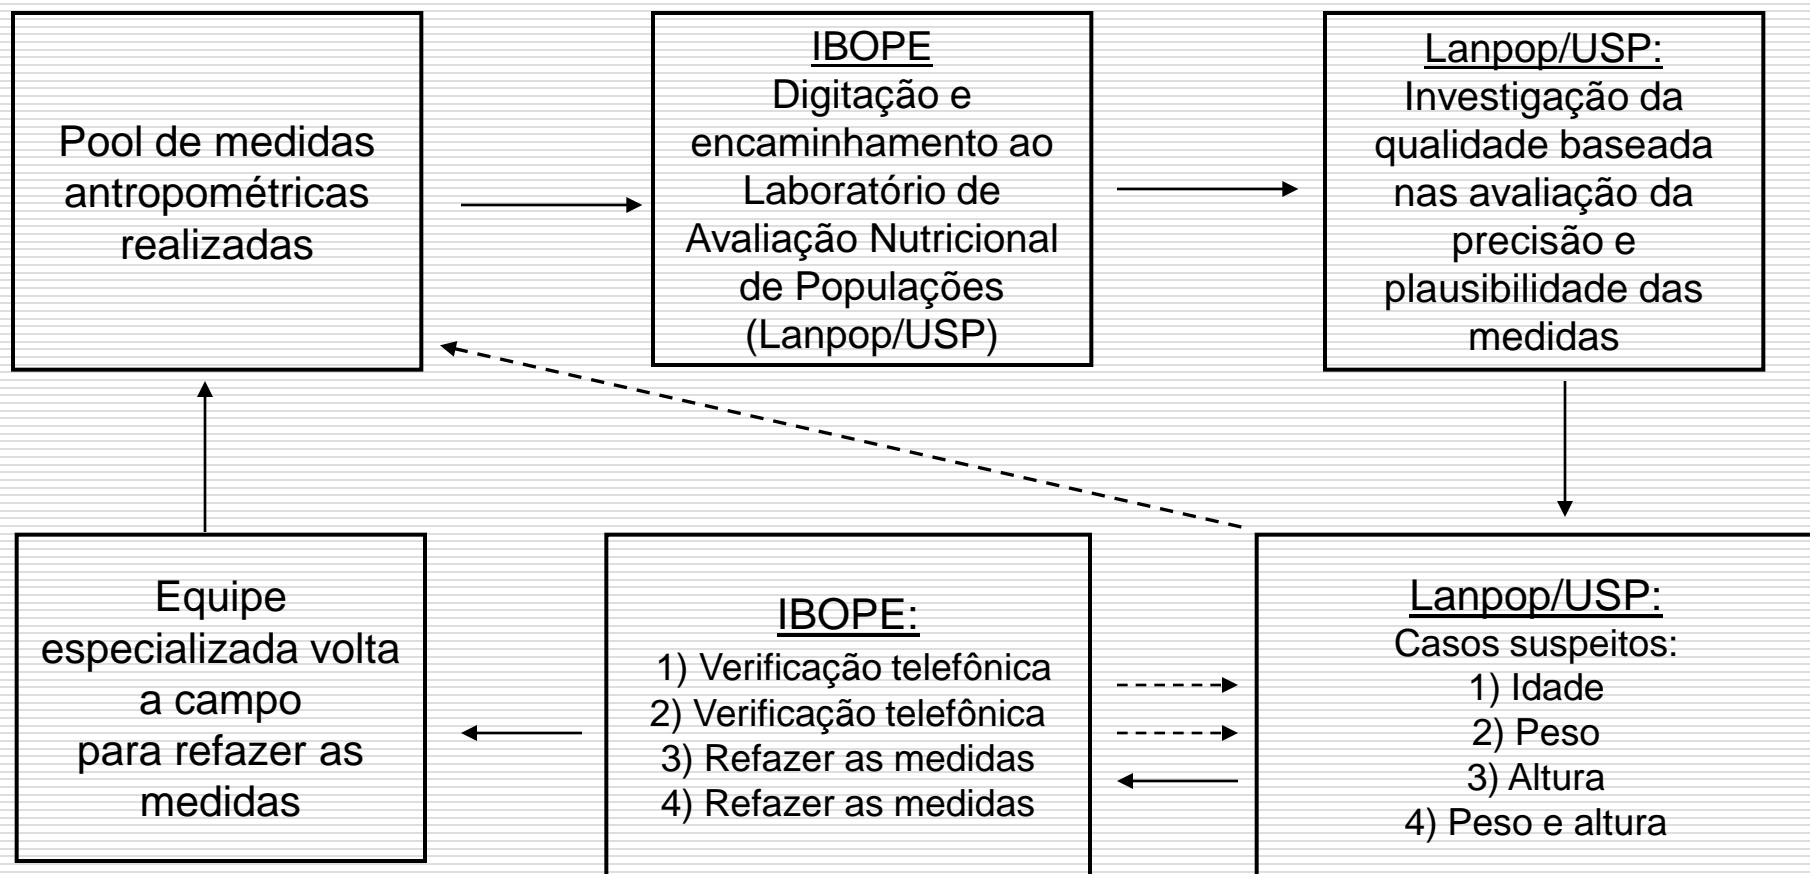 Pool de medidas
antropométricas
realizadas
IBOPE
Digitação e
encaminhamento ao
Laboratório de
Avaliação Nutricional
de Populações
(Lanpop/USP)
Lanpop/USP:
Investigação da
qualidade baseada
nas avaliação da
precisão e
plausibilidade das
medidas
Equipe
especializada volta
a campo
para refazer as
medidas
IBOPE:
1) Verificação telefônica
2) Verificação telefônica
3) Refazer as medidas
4) Refazer as medidas
Lanpop/USP:
Casos suspeitos:
1) Idade
2) Peso
3) Altura
4) Peso e altura